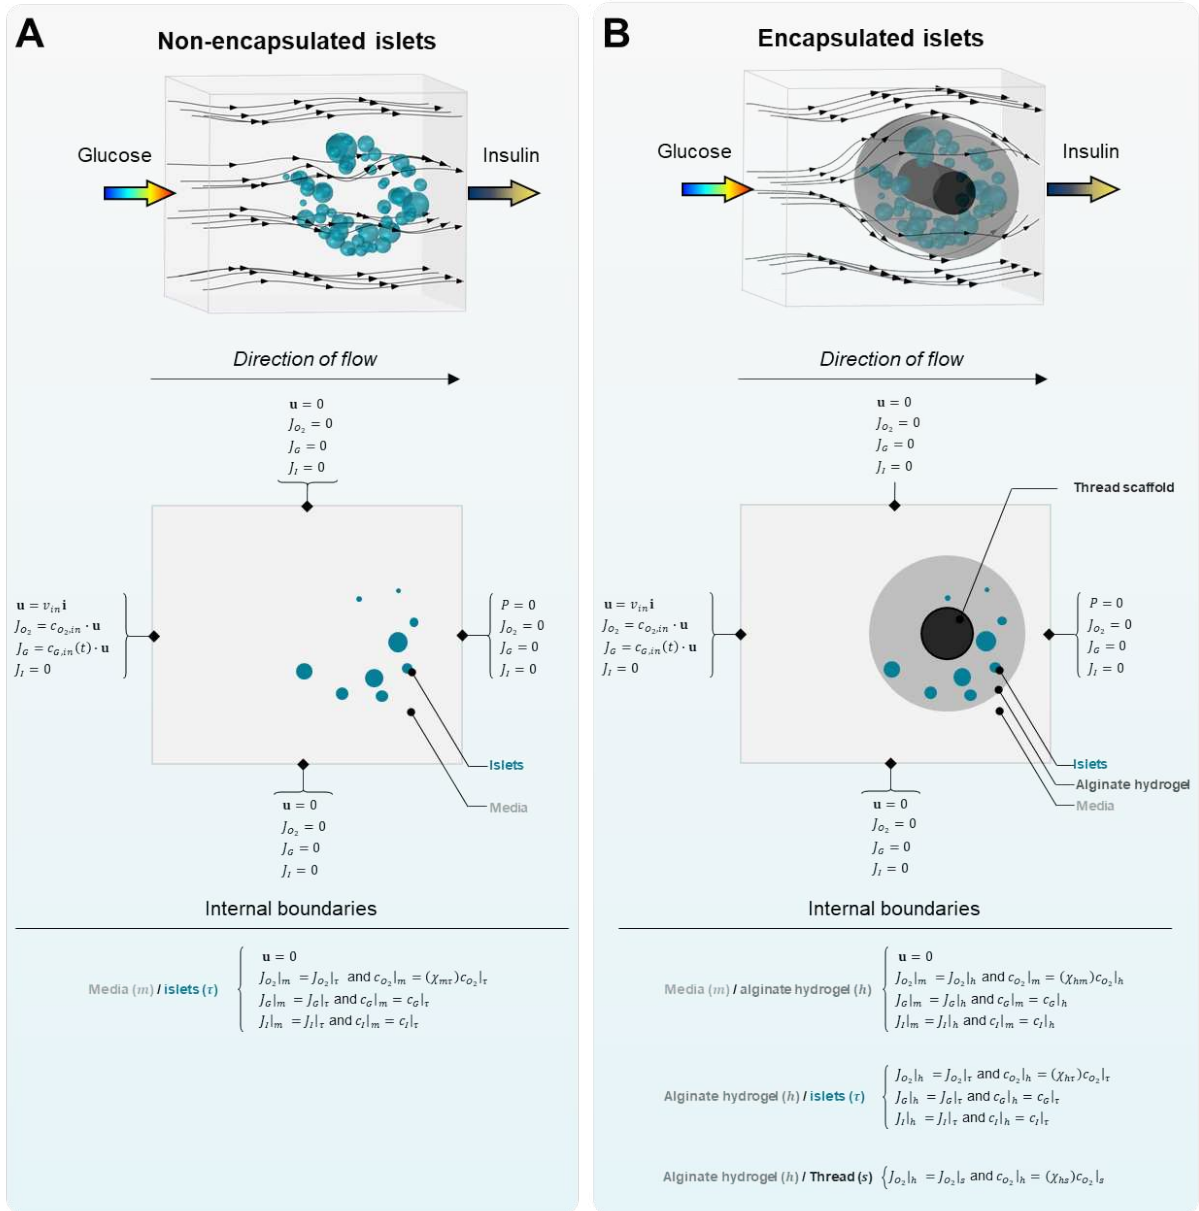 A
Non-encapsulated islets
Glucose
Insulin
Direction of flow
u = 0
J_{O_2} = 0
J_G = 0
J_I = 0
u = v_{in} i
J_{O_2} = c_{O_2,in} · u
J_G = c_{G,in}(t) · u
J_I = 0
P = 0
J_{O_2} = 0
J_G = 0
J_I = 0
Islets
Media
u = 0
J_{O_2} = 0
J_G = 0
J_I = 0
Internal boundaries
Media (m) / islets (τ)
u = 0
J_{O_2}|_m = J_{O_2}|_τ and c_{O_2}|_m = (χ_{mτ})c_{O_2}|_τ
J_G|_m = J_G|_τ and c_G|_m = c_G|_τ
J_I|_m = J_I|_τ and c_I|_m = c_I|_τ
B
Encapsulated islets
Glucose
Insulin
Direction of flow
u = 0
J_{O_2} = 0
J_G = 0
J_I = 0
Thread scaffold
u = v_{in} i
J_{O_2} = c_{O_2,in} · u
J_G = c_{G,in}(t) · u
J_I = 0
P = 0
J_{O_2} = 0
J_G = 0
J_I = 0
Islets
Alginate hydrogel
Media
u = 0
J_{O_2} = 0
J_G = 0
J_I = 0
Internal boundaries
Media (m) / alginate hydrogel (h)
u = 0
J_{O_2}|_m = J_{O_2}|_h and c_{O_2}|_m = (χ_{hm})c_{O_2}|_h
J_G|_m = J_G|_h and c_G|_m = c_G|_h
J_I|_m = J_I|_h and c_I|_m = c_I|_h
Alginate hydrogel (h) / islets (τ)
J_{O_2}|_h = J_{O_2}|_τ and c_{O_2}|_h = (χ_{hτ})c_{O_2}|_τ
J_G|_h = J_G|_τ and c_G|_h = c_G|_τ
J_I|_h = J_I|_τ and c_I|_h = c_I|_τ
Alginate hydrogel (h) / Thread (s) {J_{O_2}|_h = J_{O_2}|_s and c_{O_2}|_h = (χ_{hs})c_{O_2}|_s